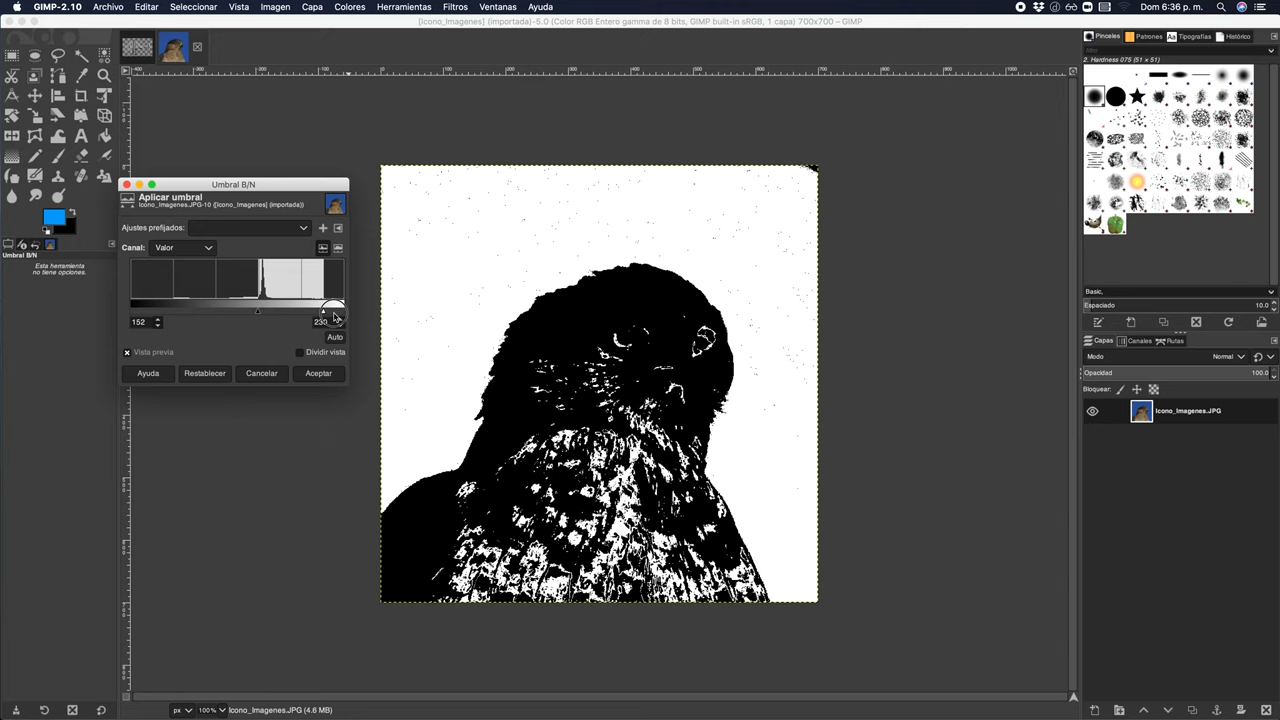 GIMP-2.10 Archivo Editar Seleccionar Vista Imagen Capa Colores Herramientas Filtros Ventanas Ayuda Dom 6:36 p. m.
[Icono_Imagenes] (importada)-5.0 (Color RGB Entero gamma de 8 bits, GIMP built-in sRGB, 1 capa) 700x700 – GIMP
Pinceles Patrones Aa Tipografías Histórico
filtro
2. Hardness 075 (51 × 51)
Umbral B/N
Aplicar umbral
Icono_Imagenes.JPG-10 ([Icono_Imagenes] (importada))
Ajustes prefijados:
Canal: Valor
Umbral B/N
Esta herramienta
no tiene opciones.
152
Auto
Vista previa Dividir vista
Ayuda Restablecer Cancelar Aceptar
Basic,
Espaciado 10.0
Capas Canales Rutas
Modo Normal
Opacidad 100.0
Bloquear:
Icono_Imagenes.JPG
px 100% Icono_Imagenes.JPG (4.6 MB)